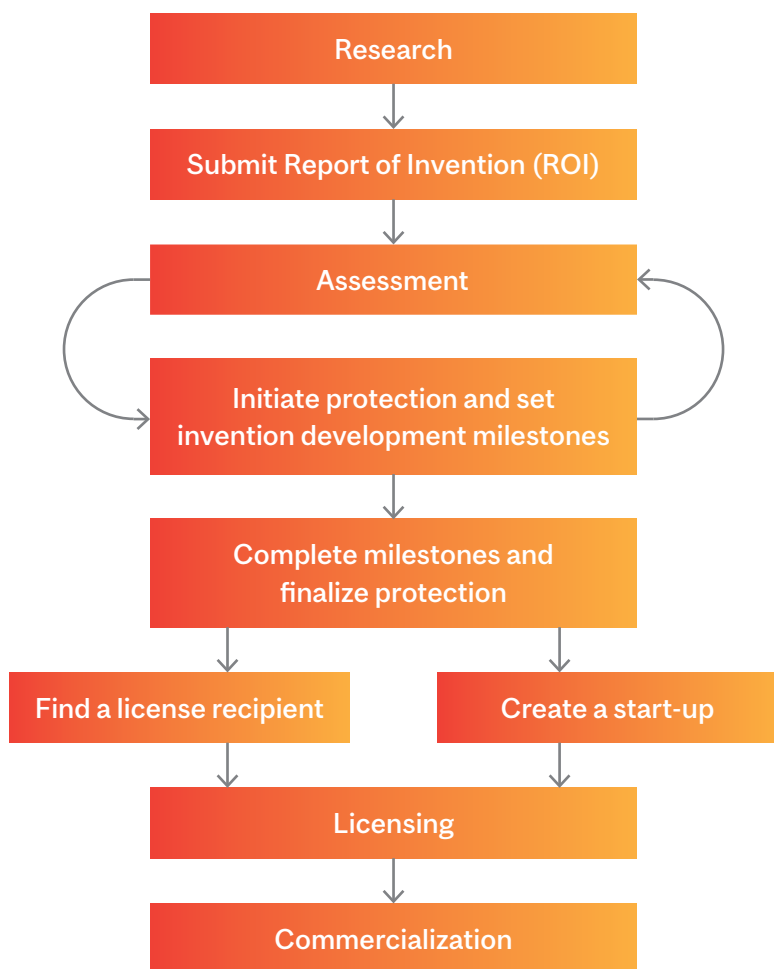 Research
Submit Report of Invention (ROI)
Assessment
Initiate protection and set
invention development milestones
Complete milestones and
finalize protection
Find a license recipient
Create a start-up
Licensing
Commercialization